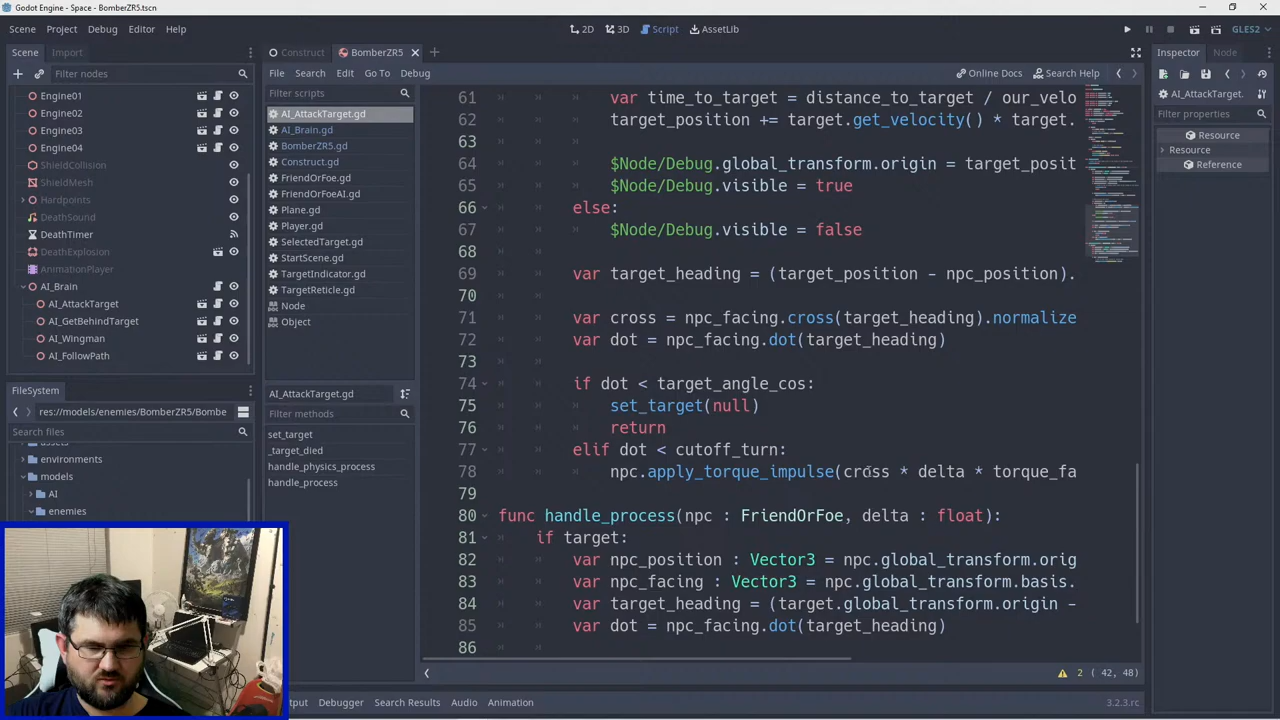 Godot Engine - Space - BomberZR5.tscn
Scene Project Debug Editor Help
2D 3D Script AssetLib
GLES2
Scene Import
Filter nodes
Engine01
Engine02
Engine03
Engine04
ShieldCollision
ShieldMesh
Hardpoints
DeathSound
DeathTimer
DeathExplosion
AnimationPlayer
AI_Brain
AI_AttackTarget
AI_GetBehindTarget
AI_Wingman
AI_FollowPath
FileSystem
res://models/enemies/BomberZR5/Bombe
Search files
environments
models
AI
enemies
Construct BomberZR5
File Search Edit Go To Debug
Online Docs Search Help
Filter scripts
AI_AttackTarget.gd
AI_Brain.gd
BomberZR5.gd
Construct.gd
FriendOrFoe.gd
FriendOrFoeAI.gd
Plane.gd
Player.gd
SelectedTarget.gd
StartScene.gd
TargetIndicator.gd
TargetReticle.gd
Node
Object
AI_AttackTarget.gd
Filter methods
set_target
_target_died
handle_physics_process
handle_process
61 var time_to_target = distance_to_target / our_velo
62 target_position += target.get_velocity() * target.
63
64 $Node/Debug.global_transform.origin = target_posit
65 $Node/Debug.visible = true
66 else:
67 $Node/Debug.visible = false
68
69 var target_heading = (target_position - npc_position).
70
71 var cross = npc_facing.cross(target_heading).normalize
72 var dot = npc_facing.dot(target_heading)
73
74 if dot < target_angle_cos:
75 set_target(null)
76 return
77 elif dot < cutoff_turn:
78 npc.apply_torque_impulse(cross * delta * torque_fa
79
80 func handle_process(npc : FriendOrFoe, delta : float):
81 if target:
82 var npc_position : Vector3 = npc.global_transform.orig
83 var npc_facing : Vector3 = npc.global_transform.basis.
84 var target_heading = (target.global_transform.origin -
85 var dot = npc_facing.dot(target_heading)
86
2 ( 42, 48)
Debugger Search Results Audio Animation
3.2.3.rc
Inspector Node
AI_AttackTarget.
Filter properties
Resource
Resource
Reference